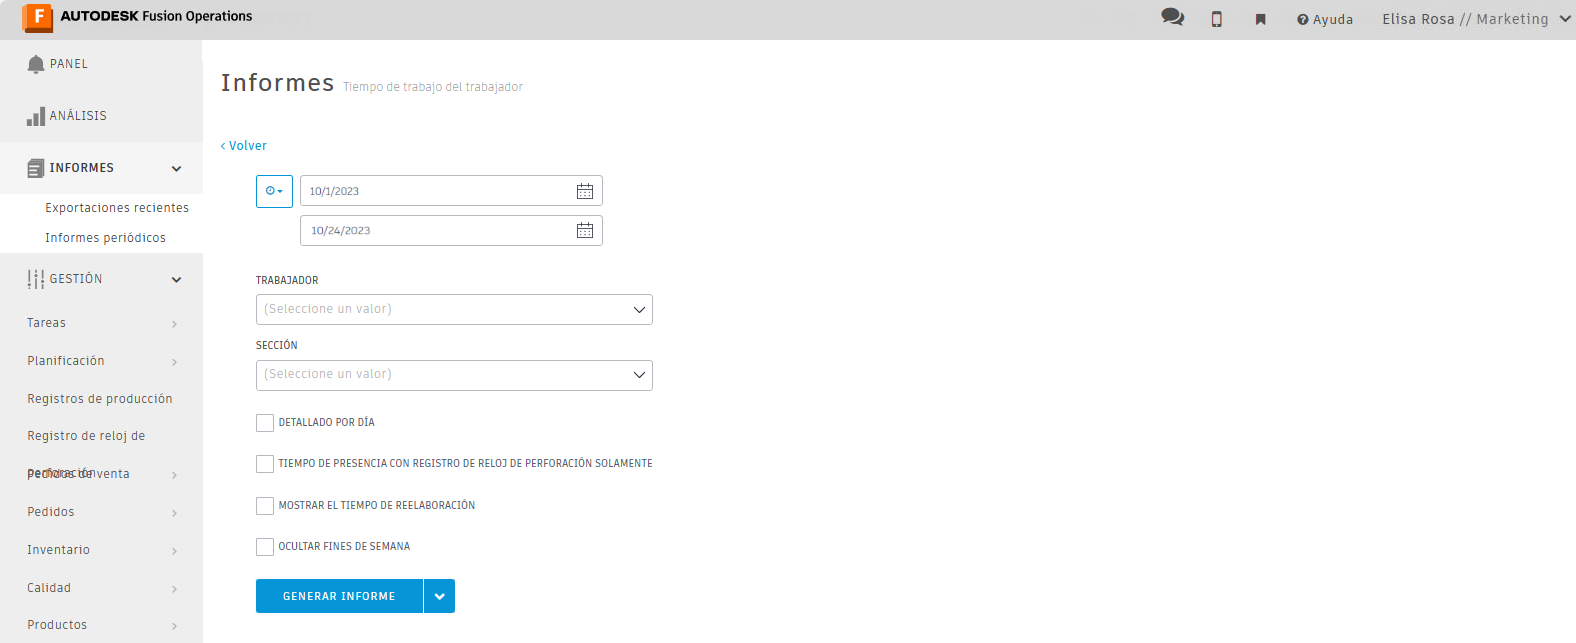 AUTODESK Fusion Operations
Ayuda
Elisa Rosa // Marketing
PANEL
ANÁLISIS
INFORMES
Exportaciones recientes
Informes periódicos
GESTIÓN
Tareas
Planificación
Registros de producción
Registro de reloj de
perforación
Pedidos de venta
Pedidos
Inventario
Calidad
Productos
Informes Tiempo de trabajo del trabajador
‹ Volver
10/1/2023
10/24/2023
TRABAJADOR
(Seleccione un valor)
SECCIÓN
(Seleccione un valor)
DETALLADO POR DÍA
TIEMPO DE PRESENCIA CON REGISTRO DE RELOJ DE PERFORACIÓN SOLAMENTE
MOSTRAR EL TIEMPO DE REELABORACIÓN
OCULTAR FINES DE SEMANA
GENERAR INFORME